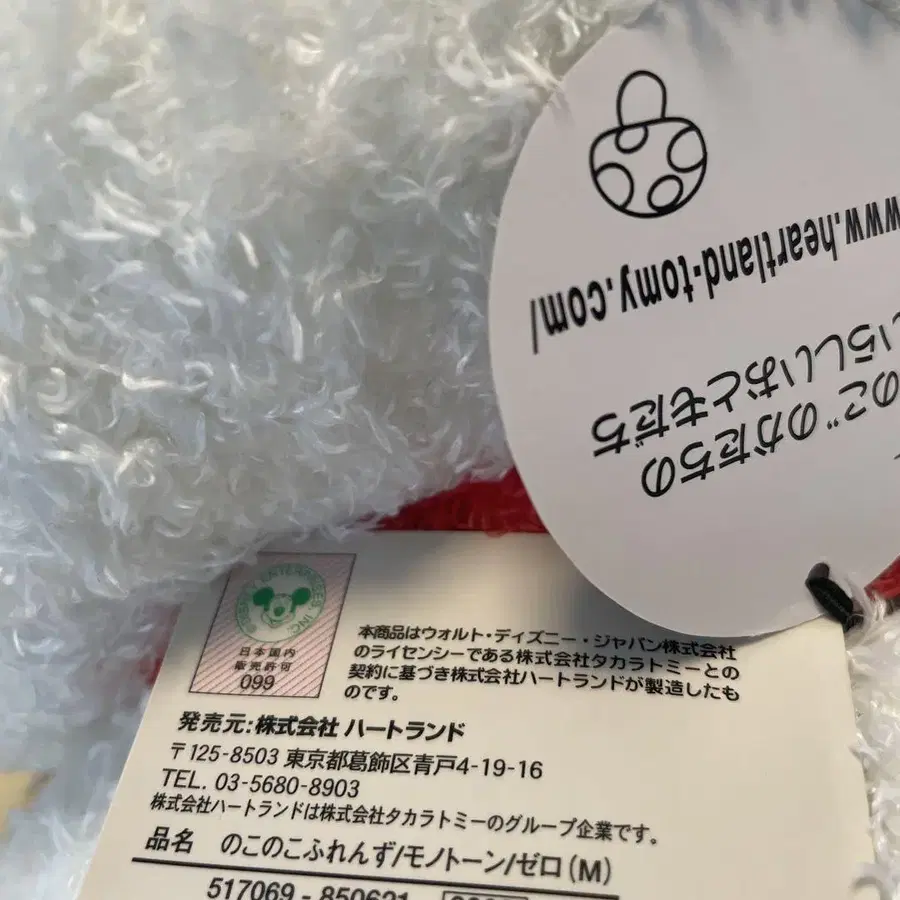 www.heartland-tomy.com/
いらしいおともだち
のこ"のかたちの
DISNEY ENTERPRISES, INC.
日本国内
販売許可
099
本商品はウォルト・ディズニー・ジャパン株式会社
のライセンシーである株式会社タカラトミーとの
契約に基づき株式会社ハートランドが製造したも
のです。
発売元:株式会社 ハートランド
〒125-8503 東京都葛飾区青戸4-19-16
TEL. 03-5680-8903
株式会社ハートランドは株式会社タカラトミーのグループ企業です。
品名 のこのこふれんず/モノトーン/ゼロ(M)
517069 - 850621